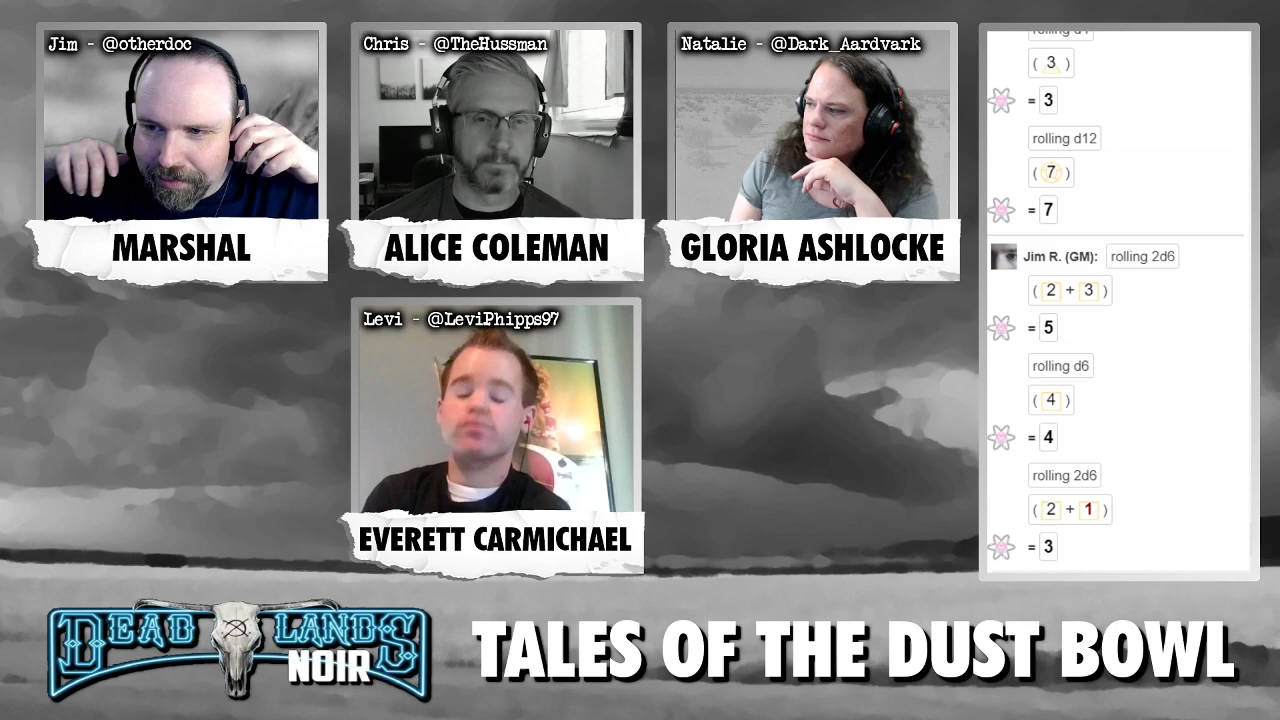 Jim - @otherdoc
MARSHAL
Chris - @TheHussman
ALICE COLEMAN
Natalie - @Dark_Aardvark
GLORIA ASHLOCKE
Levi - @LeviPhipps97
EVERETT CARMICHAEL
( 3 )
= 3
rolling d12
( 7 )
= 7
Jim R. (GM): rolling 2d6
( 2 + 3 )
= 5
rolling d6
( 4 )
= 4
rolling 2d6
( 2 + 1 )
= 3
DEAD LANDS
NOIR
TALES OF THE DUST BOWL